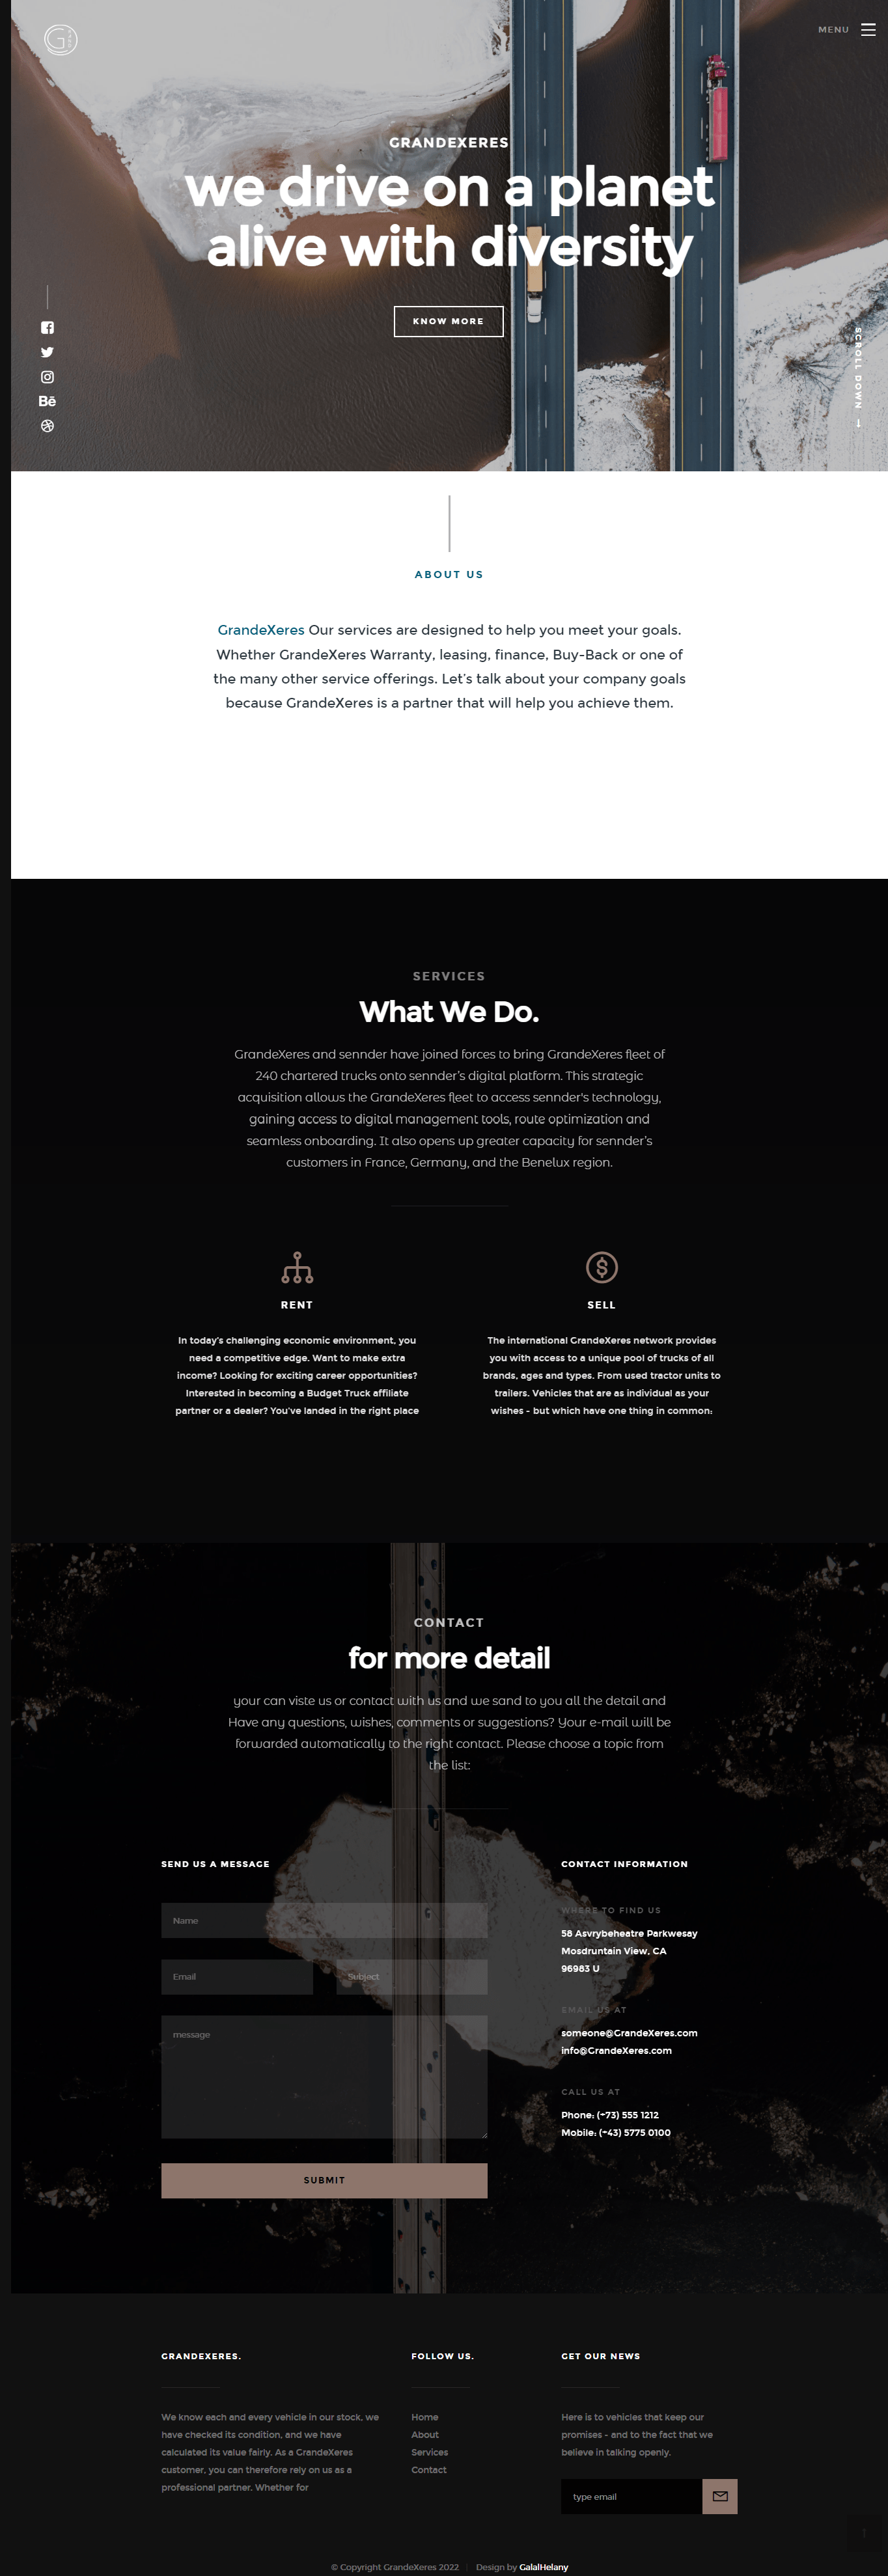 MENU
GRANDEXERES
we drive on a planet
alive with diversity
KNOW MORE
Bē
SCROLL DOWN
ABOUT US
GrandeXeres Our services are designed to help you meet your goals.
Whether GrandeXeres Warranty, leasing, finance, Buy-Back or one of
the many other service offerings. Let's talk about your company goals
because GrandeXeres is a partner that will help you achieve them.
SERVICES
What We Do.
GrandeXeres and sennder have joined forces to bring GrandeXeres fleet of
240 chartered trucks onto sennder's digital platform. This strategic
acquisition allows the GrandeXeres fleet to access sennder's technology,
gaining access to digital management tools, route optimization and
seamless onboarding. It also opens up greater capacity for sennder's
customers in France, Germany, and the Benelux region.
RENT
In today's challenging economic environment, you
need a competitive edge. Want to make extra
income? Looking for exciting career opportunities?
Interested in becoming a Budget Truck affiliate
partner or a dealer? You've landed in the right place
SELL
The international GrandeXeres network provides
you with access to a unique pool of trucks of all
brands, ages and types. From used tractor units to
trailers. Vehicles that are as individual as your
wishes - but which have one thing in common:
CONTACT
for more detail
your can viste us or contact with us and we sand to you all the detail and
Have any questions, wishes, comments or suggestions? Your e-mail will be
forwarded automatically to the right contact. Please choose a topic from
the list:
SEND US A MESSAGE
Name
Email
Subject
message
SUBMIT
CONTACT INFORMATION
WHERE TO FIND US
58 Asvrybeheatre Parkwesay
Mosdruntain View, CA
96983 U
EMAIL US AT
someone@GrandeXeres.com
info@GrandeXeres.com
CALL US AT
Phone: (+73) 555 1212
Mobile: (+43) 5775 0100
GRANDEXERES.
We know each and every vehicle in our stock, we
have checked its condition, and we have
calculated its value fairly. As a GrandeXeres
customer, you can therefore rely on us as a
professional partner. Whether for
FOLLOW US.
Home
About
Services
Contact
GET OUR NEWS
Here is to vehicles that keep our
promises - and to the fact that we
believe in talking openly.
type email
© Copyright GrandeXeres 2022
Design by GalalHelany